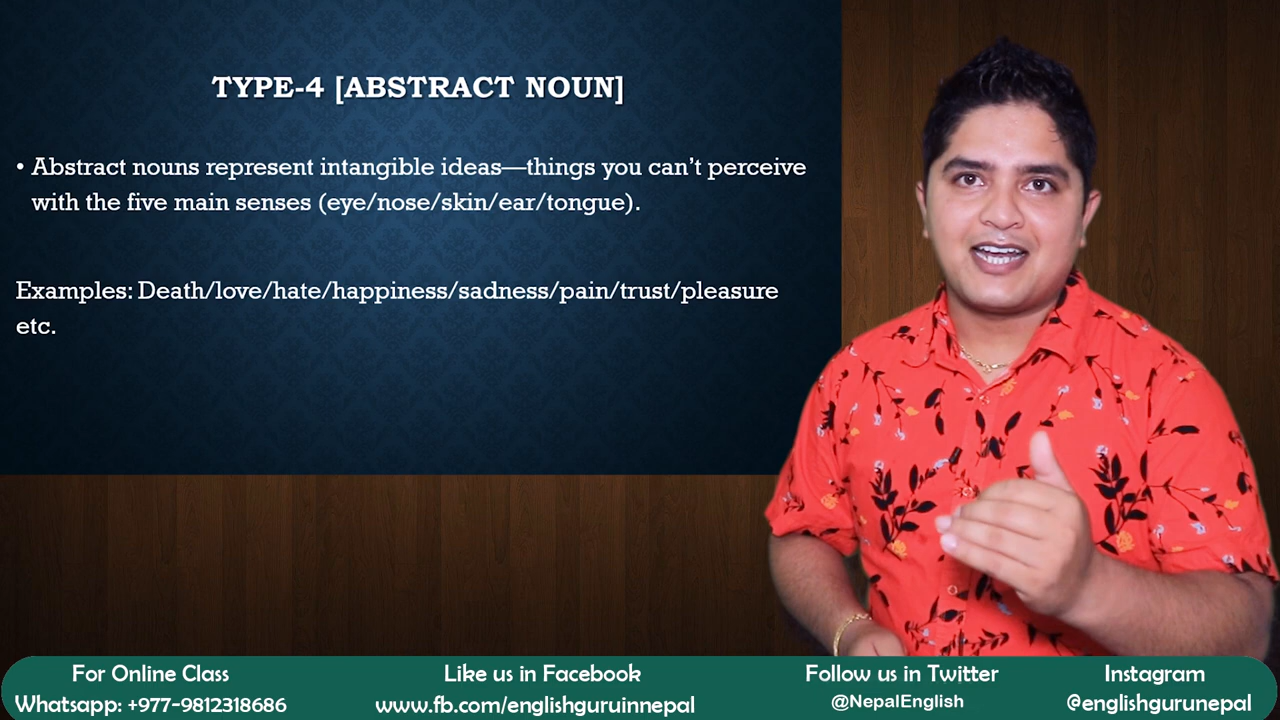 TYPE-4 [ABSTRACT NOUN]
• Abstract nouns represent intangible ideas—things you can’t perceive
with the five main senses (eye/nose/skin/ear/tongue).
Examples: Death/love/hate/happiness/sadness/pain/trust/pleasure
etc.
For Online Class
Whatsapp: +977-9812318686
Like us in Facebook
www.fb.com/englishguruinnepal
Follow us in Twitter
@NepalEnglish
Instagram
@englishgurunepal